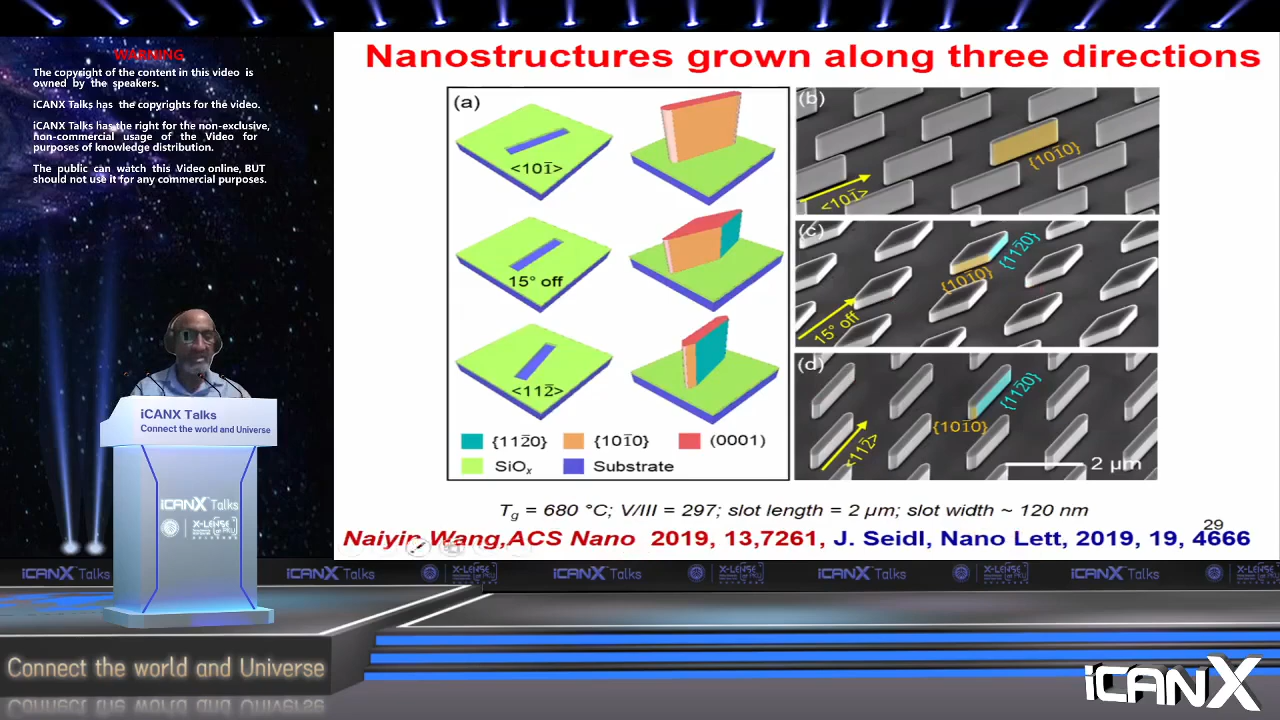 WARNING
The copyright of the content in this video is
owned by the speakers.
iCANX Talks has the copyrights for the video.
iCANX Talks has the right for the non-exclusive,
non-commercial usage of the Video for
purposes of knowledge distribution.
The public can watch this Video online, BUT
should not use it for any commercial purposes.
Nanostructures grown along three directions
(a)
<101̅>
15° off
<112̅>
{112̅0}
{101̅0}
(0001)
SiOₓ
Substrate
(b)
{101̅0}
<101̅>
(c)
{112̅0}
{101̅0}
15° off
(d)
{112̅0}
{101̅0}
<112̅>
2 μm
Tg = 680 °C; V/III = 297; slot length = 2 μm; slot width ~ 120 nm
29
Naiyin Wang,ACS Nano 2019, 13,7261, J. Seidl, Nano Lett, 2019, 19, 4666
iCANX Talks
Connect the world and Universe
iCANX Talks
X-LENSE
iCANX Talks
iCANX Talks
iCANX Talks
iCANX Talks
iCANX Talks
Connect the world and Universe
iCANX